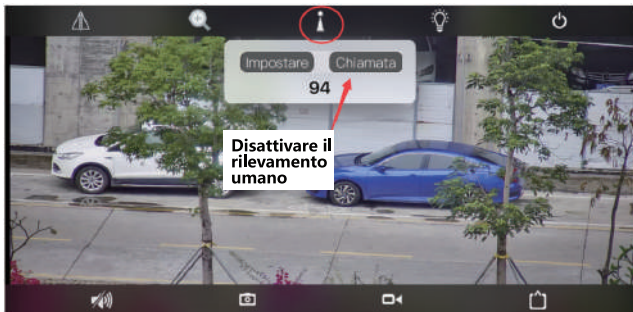 Impostare Chiamata
94
Disattivare il
rilevamento
umano